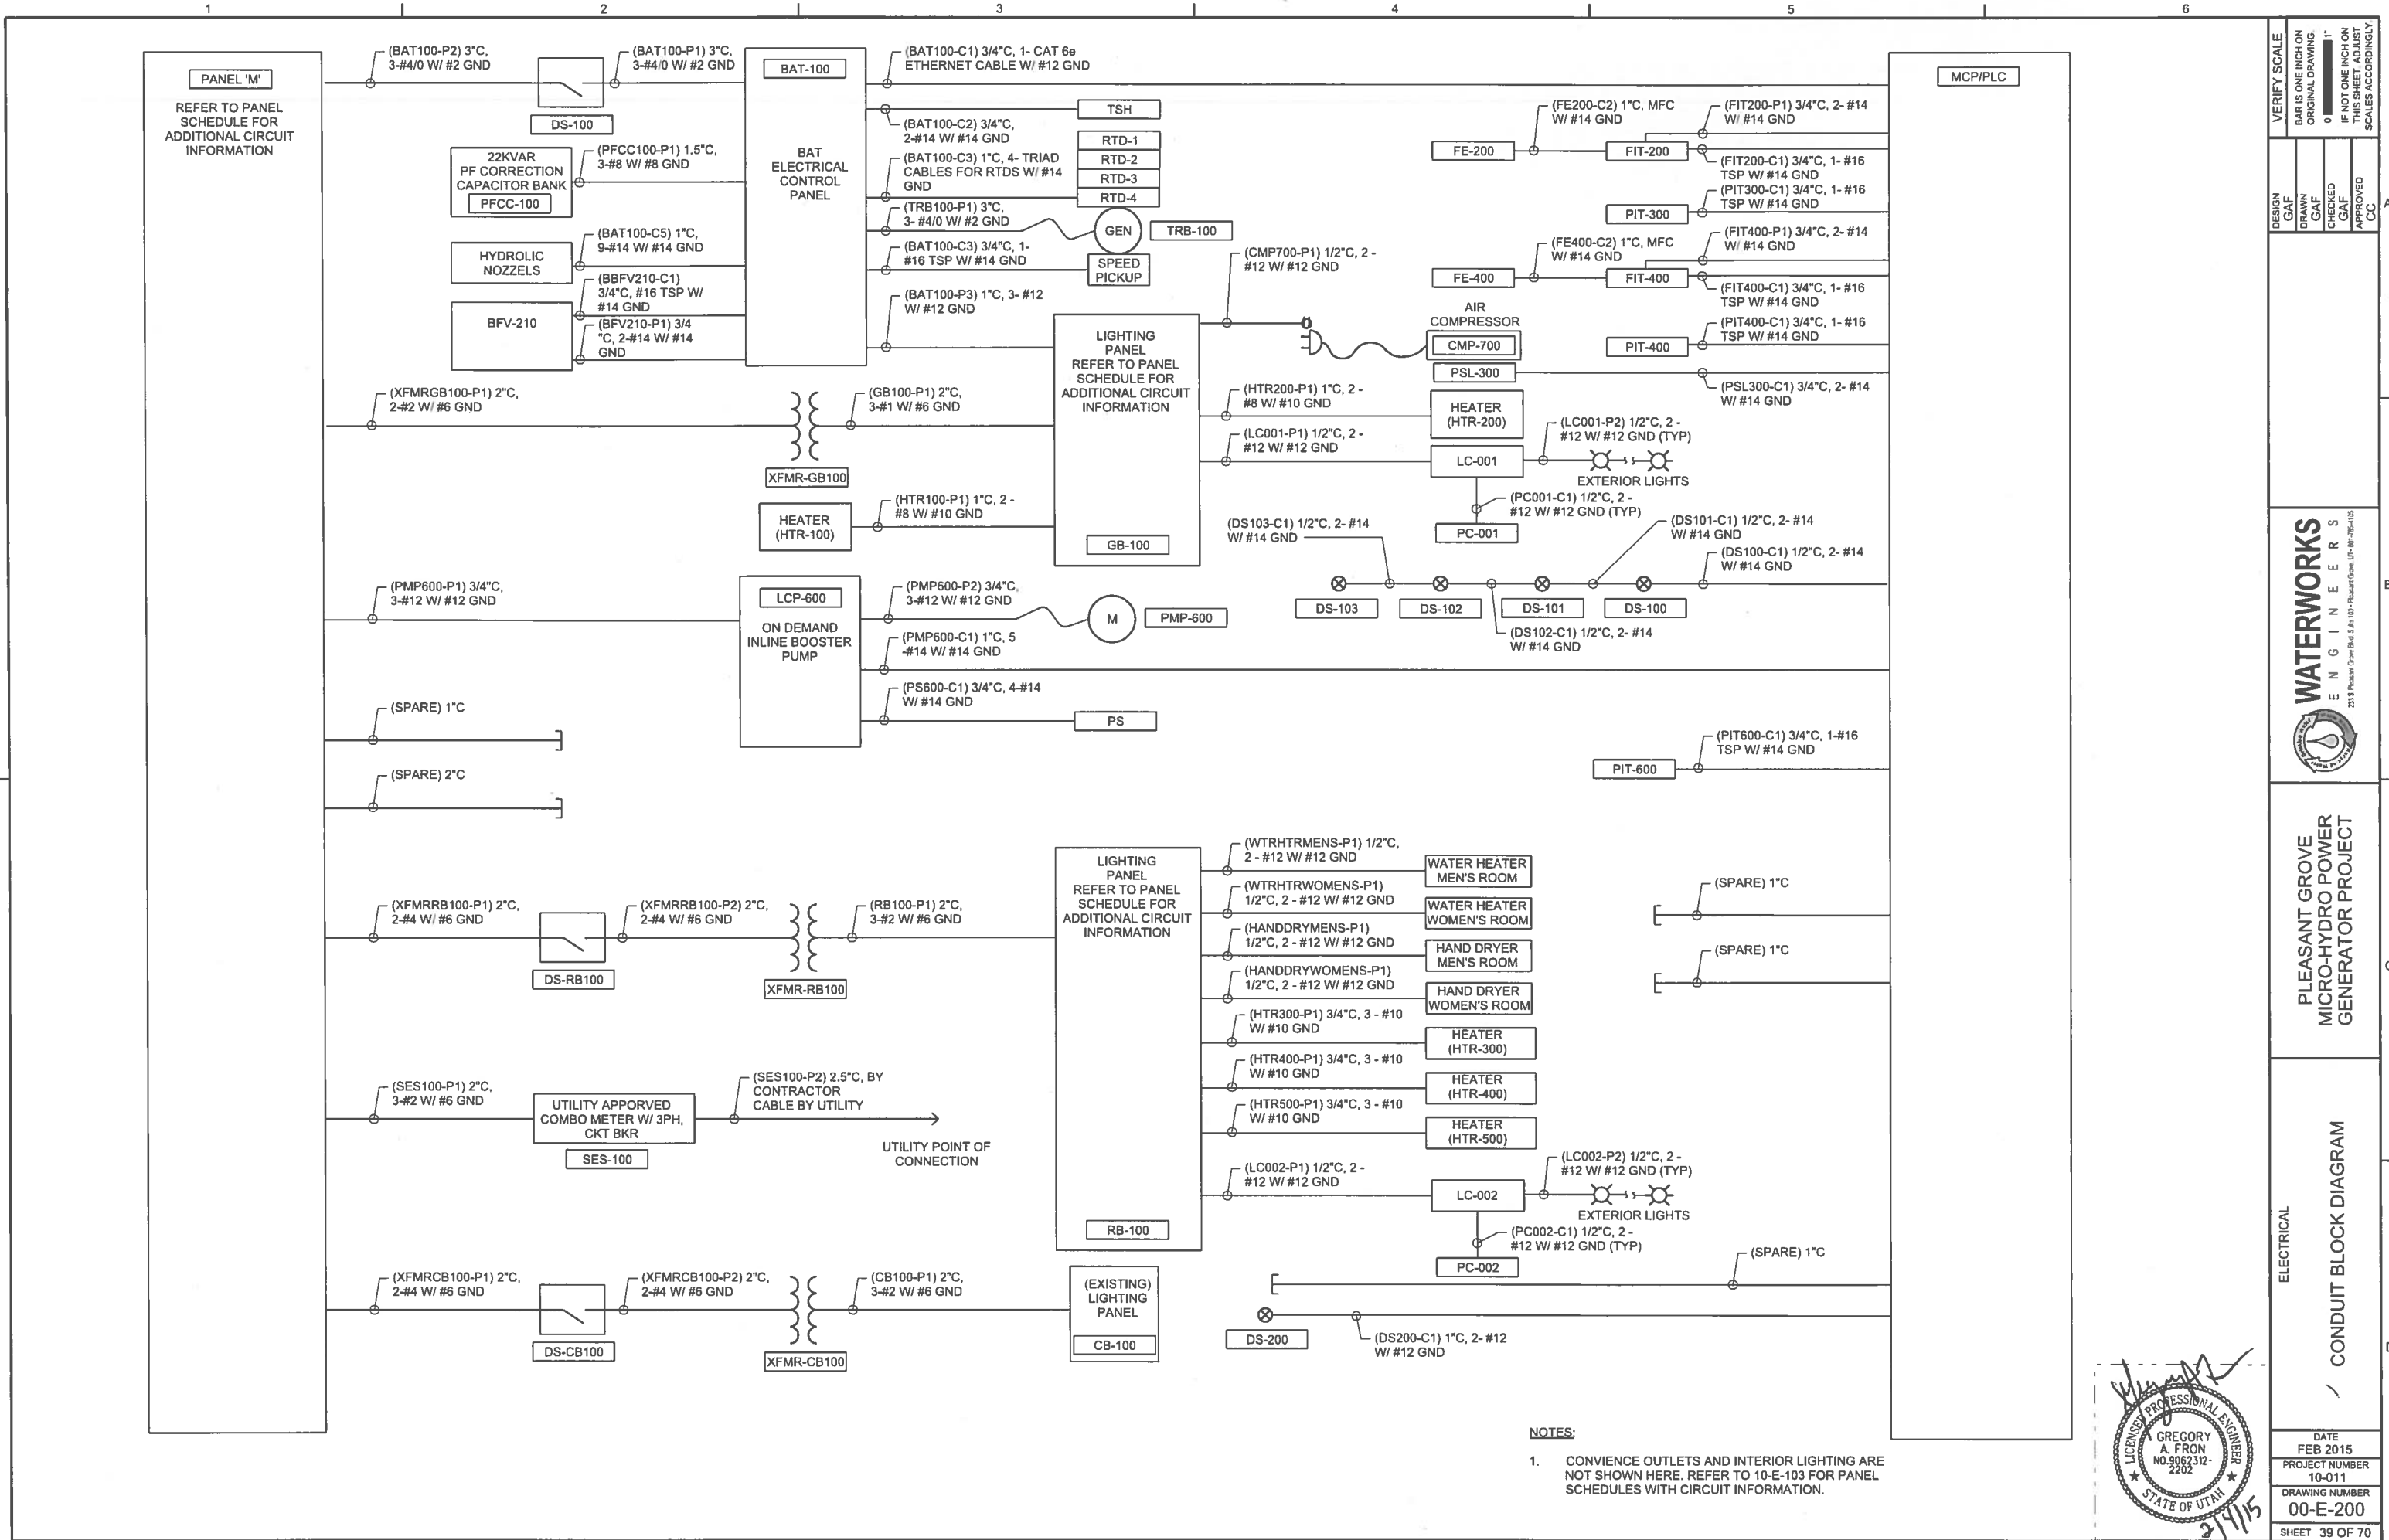 1
2
3
4
5
6
PANEL 'M'
REFER TO PANEL
SCHEDULE FOR
ADDITIONAL CIRCUIT
INFORMATION
(BAT100-P2) 3"C,
3-#4/0 W/ #2 GND
DS-100
(BAT100-P1) 3"C,
3-#4/0 W/ #2 GND
22KVAR
PF CORRECTION
CAPACITOR BANK
PFCC-100
(PFCC100-P1) 1.5"C,
3-#8 W/ #8 GND
HYDROLIC
NOZZELS
(BAT100-C5) 1"C,
9-#14 W/ #14 GND
BFV-210
(BBFV210-C1)
3/4"C, #16 TSP W/
#14 GND
(BFV210-P1) 3/4
"C, 2-#14 W/ #14
GND
BAT-100
BAT
ELECTRICAL
CONTROL
PANEL
(BAT100-C1) 3/4"C, 1- CAT 6e
ETHERNET CABLE W/ #12 GND
TSH
(BAT100-C2) 3/4"C,
2-#14 W/ #14 GND
RTD-1
RTD-2
RTD-3
RTD-4
(BAT100-C3) 1"C, 4- TRIAD
CABLES FOR RTDS W/ #14
GND
(TRB100-P1) 3"C,
3- #4/0 W/ #2 GND
GEN
TRB-100
(BAT100-C3) 3/4"C, 1-
#16 TSP W/ #14 GND
SPEED
PICKUP
(BAT100-P3) 1"C, 3- #12
W/ #12 GND
(XFMRGB100-P1) 2"C,
2-#2 W/ #6 GND
XFMR-GB100
(GB100-P1) 2"C,
3-#1 W/ #6 GND
HEATER
(HTR-100)
(HTR100-P1) 1"C, 2 -
#8 W/ #10 GND
LIGHTING
PANEL
REFER TO PANEL
SCHEDULE FOR
ADDITIONAL CIRCUIT
INFORMATION
GB-100
(CMP700-P1) 1/2"C, 2 -
#12 W/ #12 GND
AIR
COMPRESSOR
CMP-700
PSL-300
(PSL300-C1) 3/4"C, 2- #14
W/ #14 GND
(HTR200-P1) 1"C, 2 -
#8 W/ #10 GND
HEATER
(HTR-200)
(LC001-P1) 1/2"C, 2 -
#12 W/ #12 GND
LC-001
(LC001-P2) 1/2"C, 2 -
#12 W/ #12 GND (TYP)
EXTERIOR LIGHTS
(PC001-C1) 1/2"C, 2 -
#12 W/ #12 GND (TYP)
PC-001
MCP/PLC
FE-200
(FE200-C2) 1"C, MFC
W/ #14 GND
FIT-200
(FIT200-P1) 3/4"C, 2- #14
W/ #14 GND
(FIT200-C1) 3/4"C, 1- #16
TSP W/ #14 GND
PIT-300
(PIT300-C1) 3/4"C, 1- #16
TSP W/ #14 GND
FE-400
(FE400-C2) 1"C, MFC
W/ #14 GND
FIT-400
(FIT400-P1) 3/4"C, 2- #14
W/ #14 GND
(FIT400-C1) 3/4"C, 1- #16
TSP W/ #14 GND
PIT-400
(PIT400-C1) 3/4"C, 1- #16
TSP W/ #14 GND
(DS103-C1) 1/2"C, 2- #14
W/ #14 GND
(DS101-C1) 1/2"C, 2- #14
W/ #14 GND
(DS100-C1) 1/2"C, 2- #14
W/ #14 GND
DS-103
DS-102
DS-101
DS-100
(DS102-C1) 1/2"C, 2- #14
W/ #14 GND
(PMP600-P1) 3/4"C,
3-#12 W/ #12 GND
LCP-600
ON DEMAND
INLINE BOOSTER
PUMP
(PMP600-P2) 3/4"C,
3-#12 W/ #12 GND
M
PMP-600
(PMP600-C1) 1"C, 5
-#14 W/ #14 GND
(PS600-C1) 3/4"C, 4-#14
W/ #14 GND
PS
(SPARE) 1"C
(SPARE) 2"C
PIT-600
(PIT600-C1) 3/4"C, 1-#16
TSP W/ #14 GND
(XFMRRB100-P1) 2"C,
2-#4 W/ #6 GND
DS-RB100
(XFMRRB100-P2) 2"C,
2-#4 W/ #6 GND
XFMR-RB100
(RB100-P1) 2"C,
3-#2 W/ #6 GND
LIGHTING
PANEL
REFER TO PANEL
SCHEDULE FOR
ADDITIONAL CIRCUIT
INFORMATION
RB-100
(WTRHTRMENS-P1) 1/2"C,
2 - #12 W/ #12 GND
WATER HEATER
MEN'S ROOM
(WTRHTRWOMENS-P1)
1/2"C, 2 - #12 W/ #12 GND
WATER HEATER
WOMEN'S ROOM
(HANDDRYMENS-P1)
1/2"C, 2 - #12 W/ #12 GND
HAND DRYER
MEN'S ROOM
(HANDDRYWOMENS-P1)
1/2"C, 2 - #12 W/ #12 GND
HAND DRYER
WOMEN'S ROOM
(HTR300-P1) 3/4"C, 3 - #10
W/ #10 GND
HEATER
(HTR-300)
(HTR400-P1) 3/4"C, 3 - #10
W/ #10 GND
HEATER
(HTR-400)
(HTR500-P1) 3/4"C, 3 - #10
W/ #10 GND
HEATER
(HTR-500)
(LC002-P1) 1/2"C, 2 -
#12 W/ #12 GND
LC-002
(LC002-P2) 1/2"C, 2 -
#12 W/ #12 GND (TYP)
EXTERIOR LIGHTS
(PC002-C1) 1/2"C, 2 -
#12 W/ #12 GND (TYP)
PC-002
(SPARE) 1"C
(SPARE) 1"C
(SPARE) 1"C
DS-200
(DS200-C1) 1"C, 2- #12
W/ #12 GND
(SES100-P1) 2"C,
3-#2 W/ #6 GND
UTILITY APPORVED
COMBO METER W/ 3PH,
CKT BKR
SES-100
(SES100-P2) 2.5"C, BY
CONTRACTOR
CABLE BY UTILITY
UTILITY POINT OF
CONNECTION
(XFMRCB100-P1) 2"C,
2-#4 W/ #6 GND
DS-CB100
(XFMRCB100-P2) 2"C,
2-#4 W/ #6 GND
XFMR-CB100
(CB100-P1) 2"C,
3-#2 W/ #6 GND
(EXISTING)
LIGHTING
PANEL
CB-100
NOTES:
1. CONVIENCE OUTLETS AND INTERIOR LIGHTING ARE
NOT SHOWN HERE. REFER TO 10-E-103 FOR PANEL
SCHEDULES WITH CIRCUIT INFORMATION.
LICENSED PROFESSIONAL ENGINEER
GREGORY
A. FRON
NO.9062312-
2202
STATE OF UTAH
2/4/15
VERIFY SCALE
BAR IS ONE INCH ON
ORIGINAL DRAWING.
0 1"
IF NOT ONE INCH ON
THIS SHEET, ADJUST
SCALES ACCORDINGLY.
DESIGN
GAF
DRAWN
GAF
CHECKED
GAF
APPROVED
CC
WATERWORKS
ENGINEERS
PLEASANT GROVE
MICRO-HYDRO POWER
GENERATOR PROJECT
ELECTRICAL
CONDUIT BLOCK DIAGRAM
DATE
FEB 2015
PROJECT NUMBER
10-011
DRAWING NUMBER
00-E-200
SHEET 39 OF 70